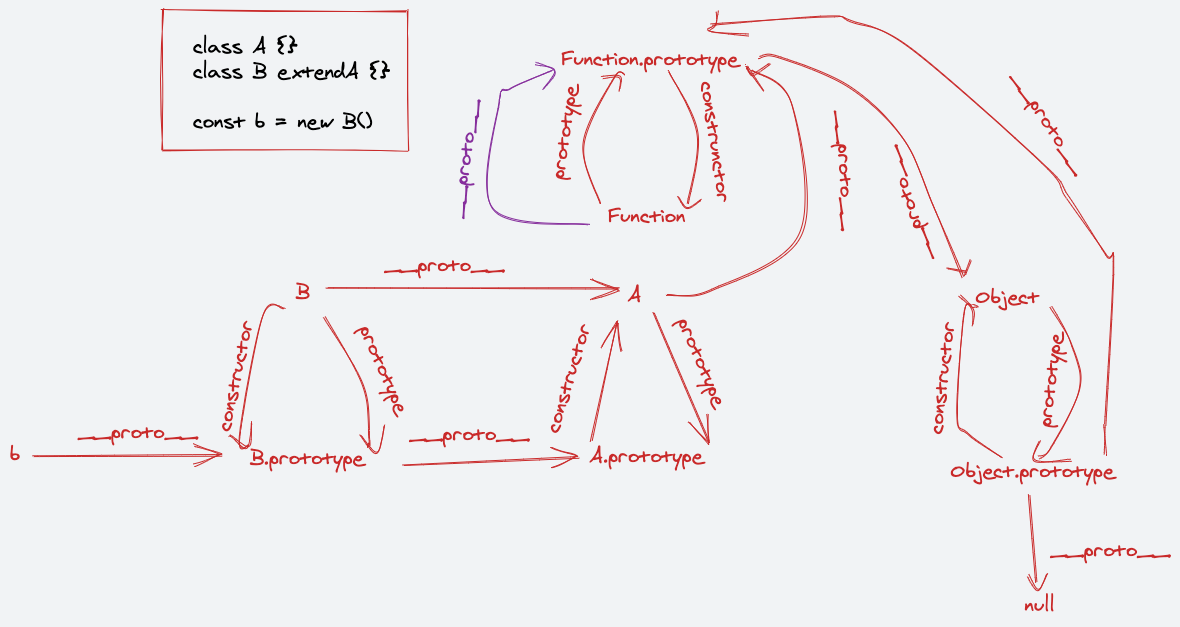 class A {}
class B extendA {}
const b = new B()
Function.prototype
__proto__
prototype
construnctor
__proto__
__proto__
__proto__
Function
__proto__
B
A
Object
constructor
prototype
constructor
prototype
constructor
prototype
__proto__
__proto__
b
B.prototype
A.prototype
Object.prototype
__proto__
null